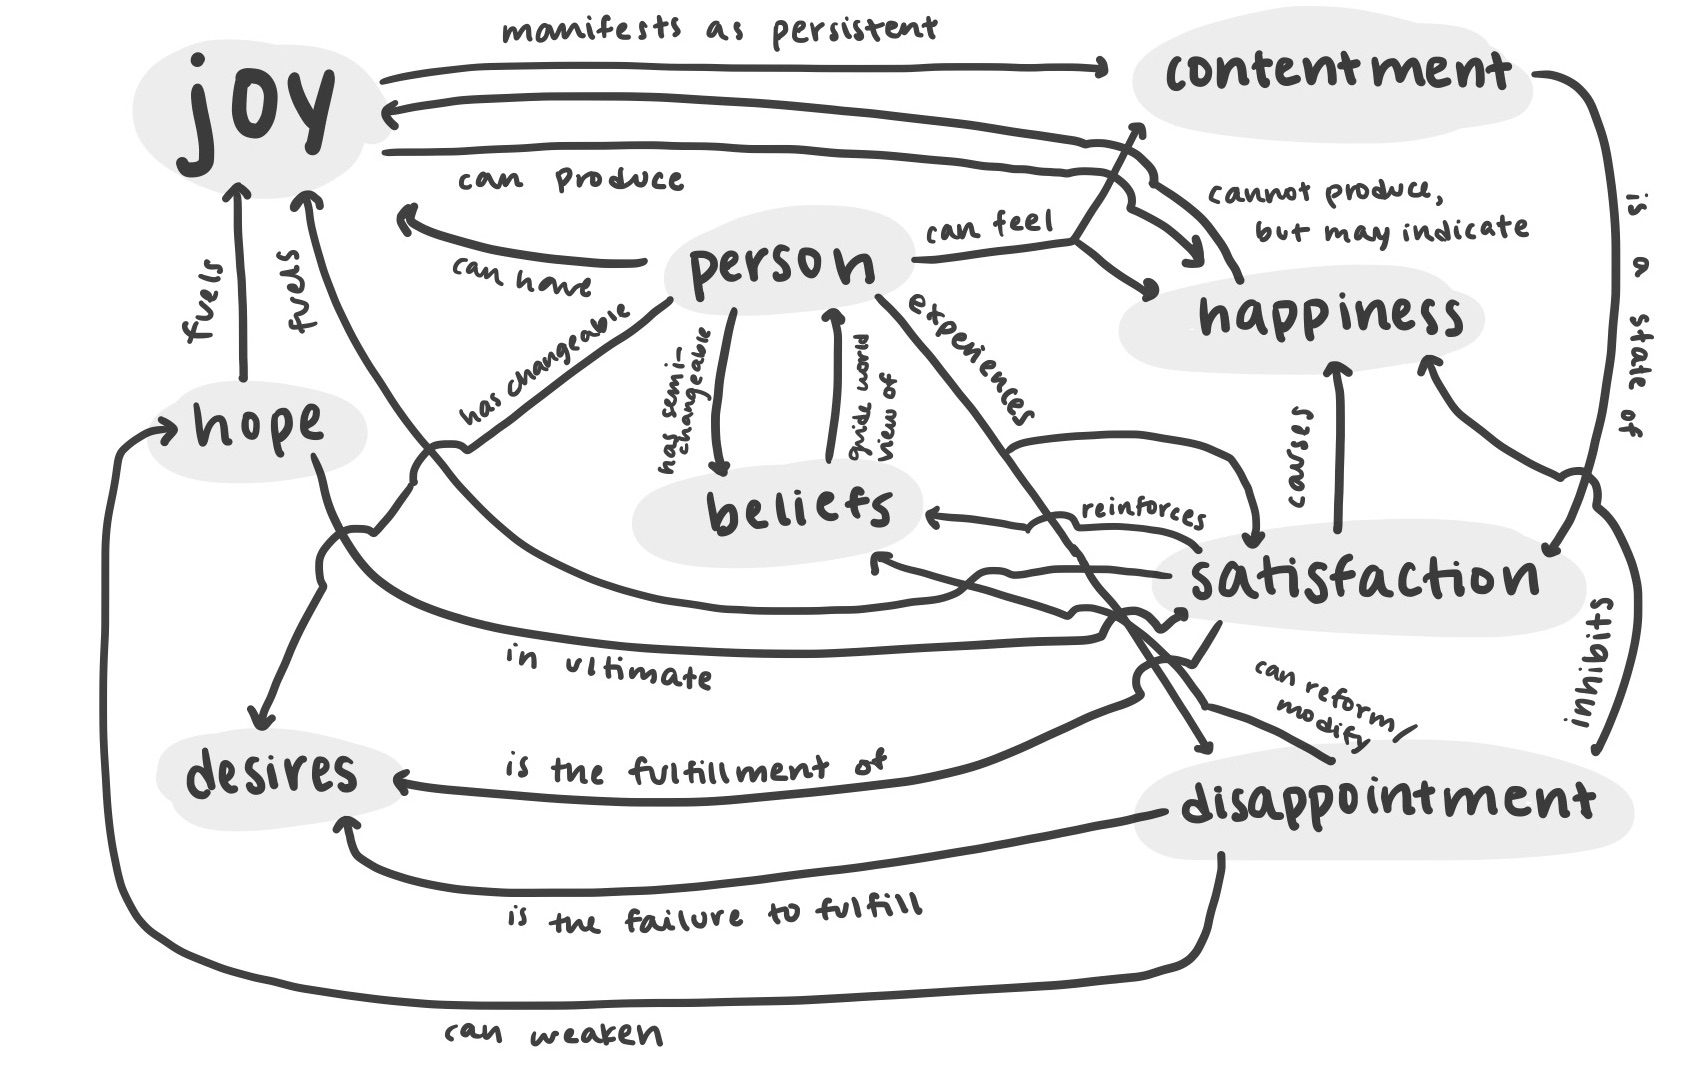 manifests as persistent
joy
contentment
can produce
cannot produce,
but may indicate
is a state of
can feel
person
can have
fuels
fuels
has changeable
has semi-
changeable
guide world
view of
experiences
happiness
hope
causes
beliefs
reinforces
satisfaction
in ultimate
can reform/
modify
inhibits
desires
is the fulfillment of
disappointment
is the failure to fulfill
can weaken